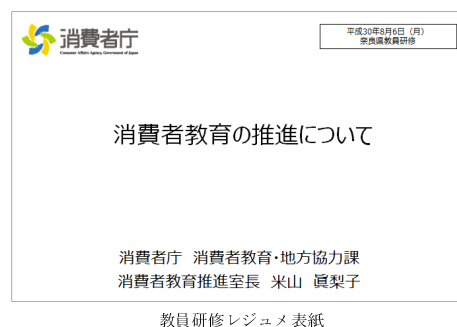 消費者庁
Consumer Affairs Agency, Government of Japan
平成30年8月6日（月）
奈良県教員研修
消費者教育の推進について
消費者庁 消費者教育・地方協力課
消費者教育推進室長 米山 眞梨子
教員研修レジュメ表紙